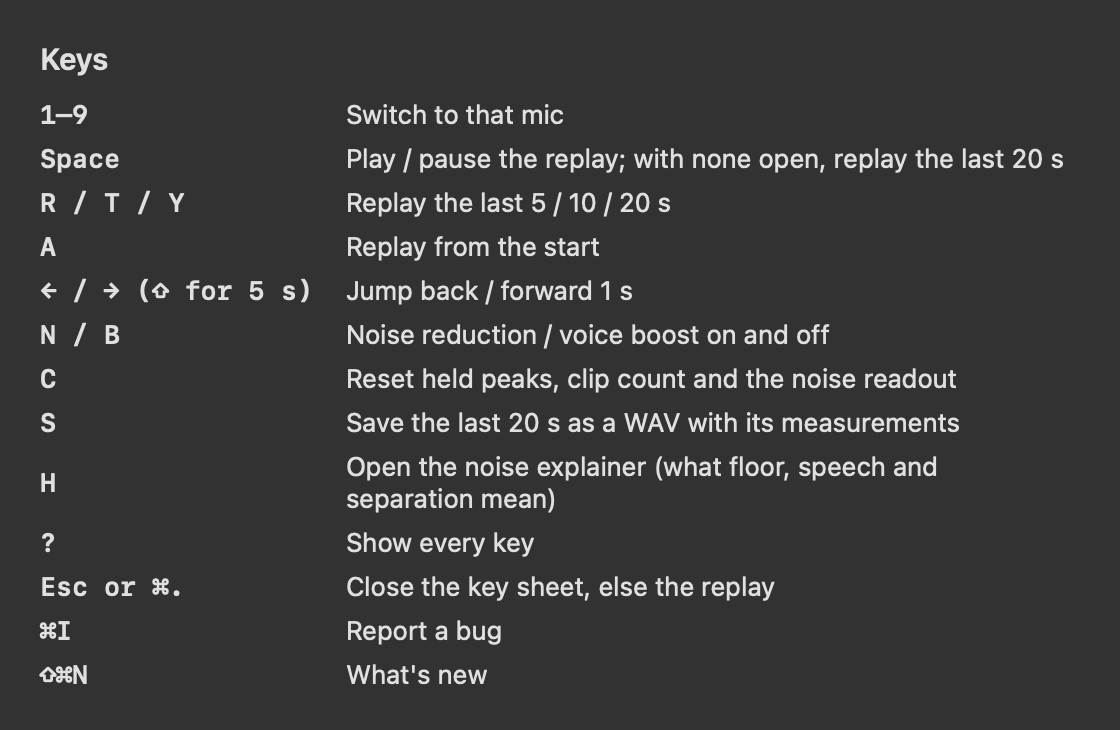 Keys
1–9 Switch to that mic
Space Play / pause the replay; with none open, replay the last 20 s
R / T / Y Replay the last 5 / 10 / 20 s
A Replay from the start
← / → (⇧ for 5 s) Jump back / forward 1 s
N / B Noise reduction / voice boost on and off
C Reset held peaks, clip count and the noise readout
S Save the last 20 s as a WAV with its measurements
H Open the noise explainer (what floor, speech and
separation mean)
? Show every key
Esc or ⌘. Close the key sheet, else the replay
⌘I Report a bug
⇧⌘N What's new